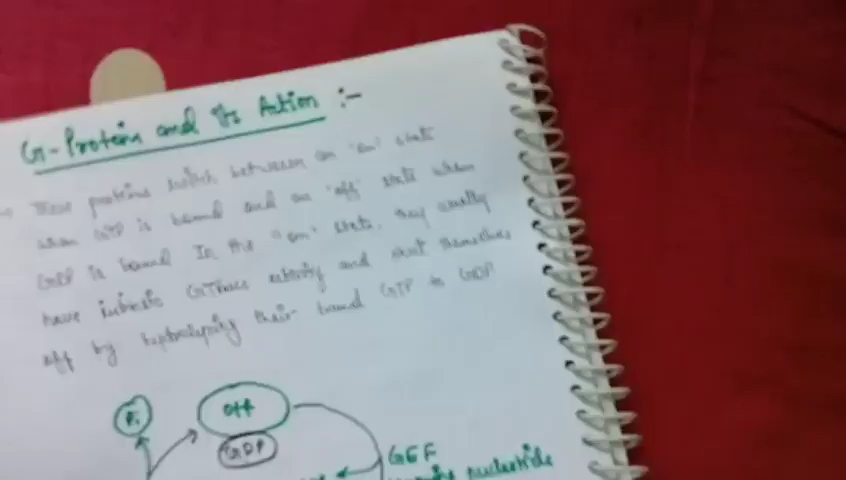 G-Protein and Its Action :-
→ These proteins switch between an "on" state
when GTP is bound and an "off" state when
GDP is bound In the "on" state, they usually
have intrinsic GTPase activity and shut themselves
off by hydrolysing their bound GTP to GDP
Pi
Off
GDP
GEF
nucleotide